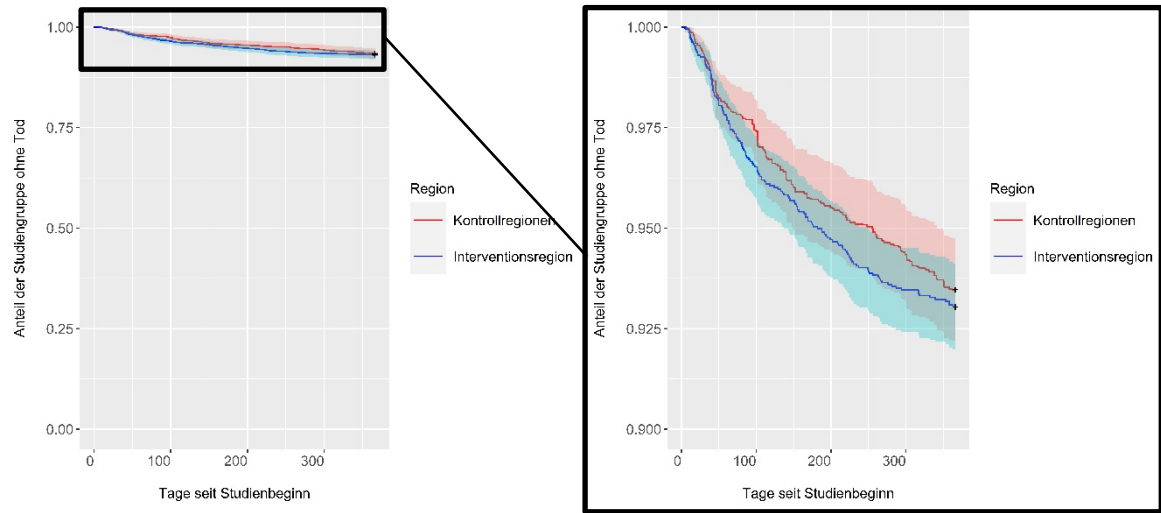 1.00
0.75
0.50
0.25
0.00
Anteil der Studiengruppe ohne Tod
0
100
200
300
Tage seit Studienbeginn
Region
Kontrollregionen
Interventionsregion
1.000
0.975
0.950
0.925
0.900
Anteil der Studiengruppe ohne Tod
0
100
200
300
Tage seit Studienbeginn
Region
Kontrollregionen
Interventionsregion